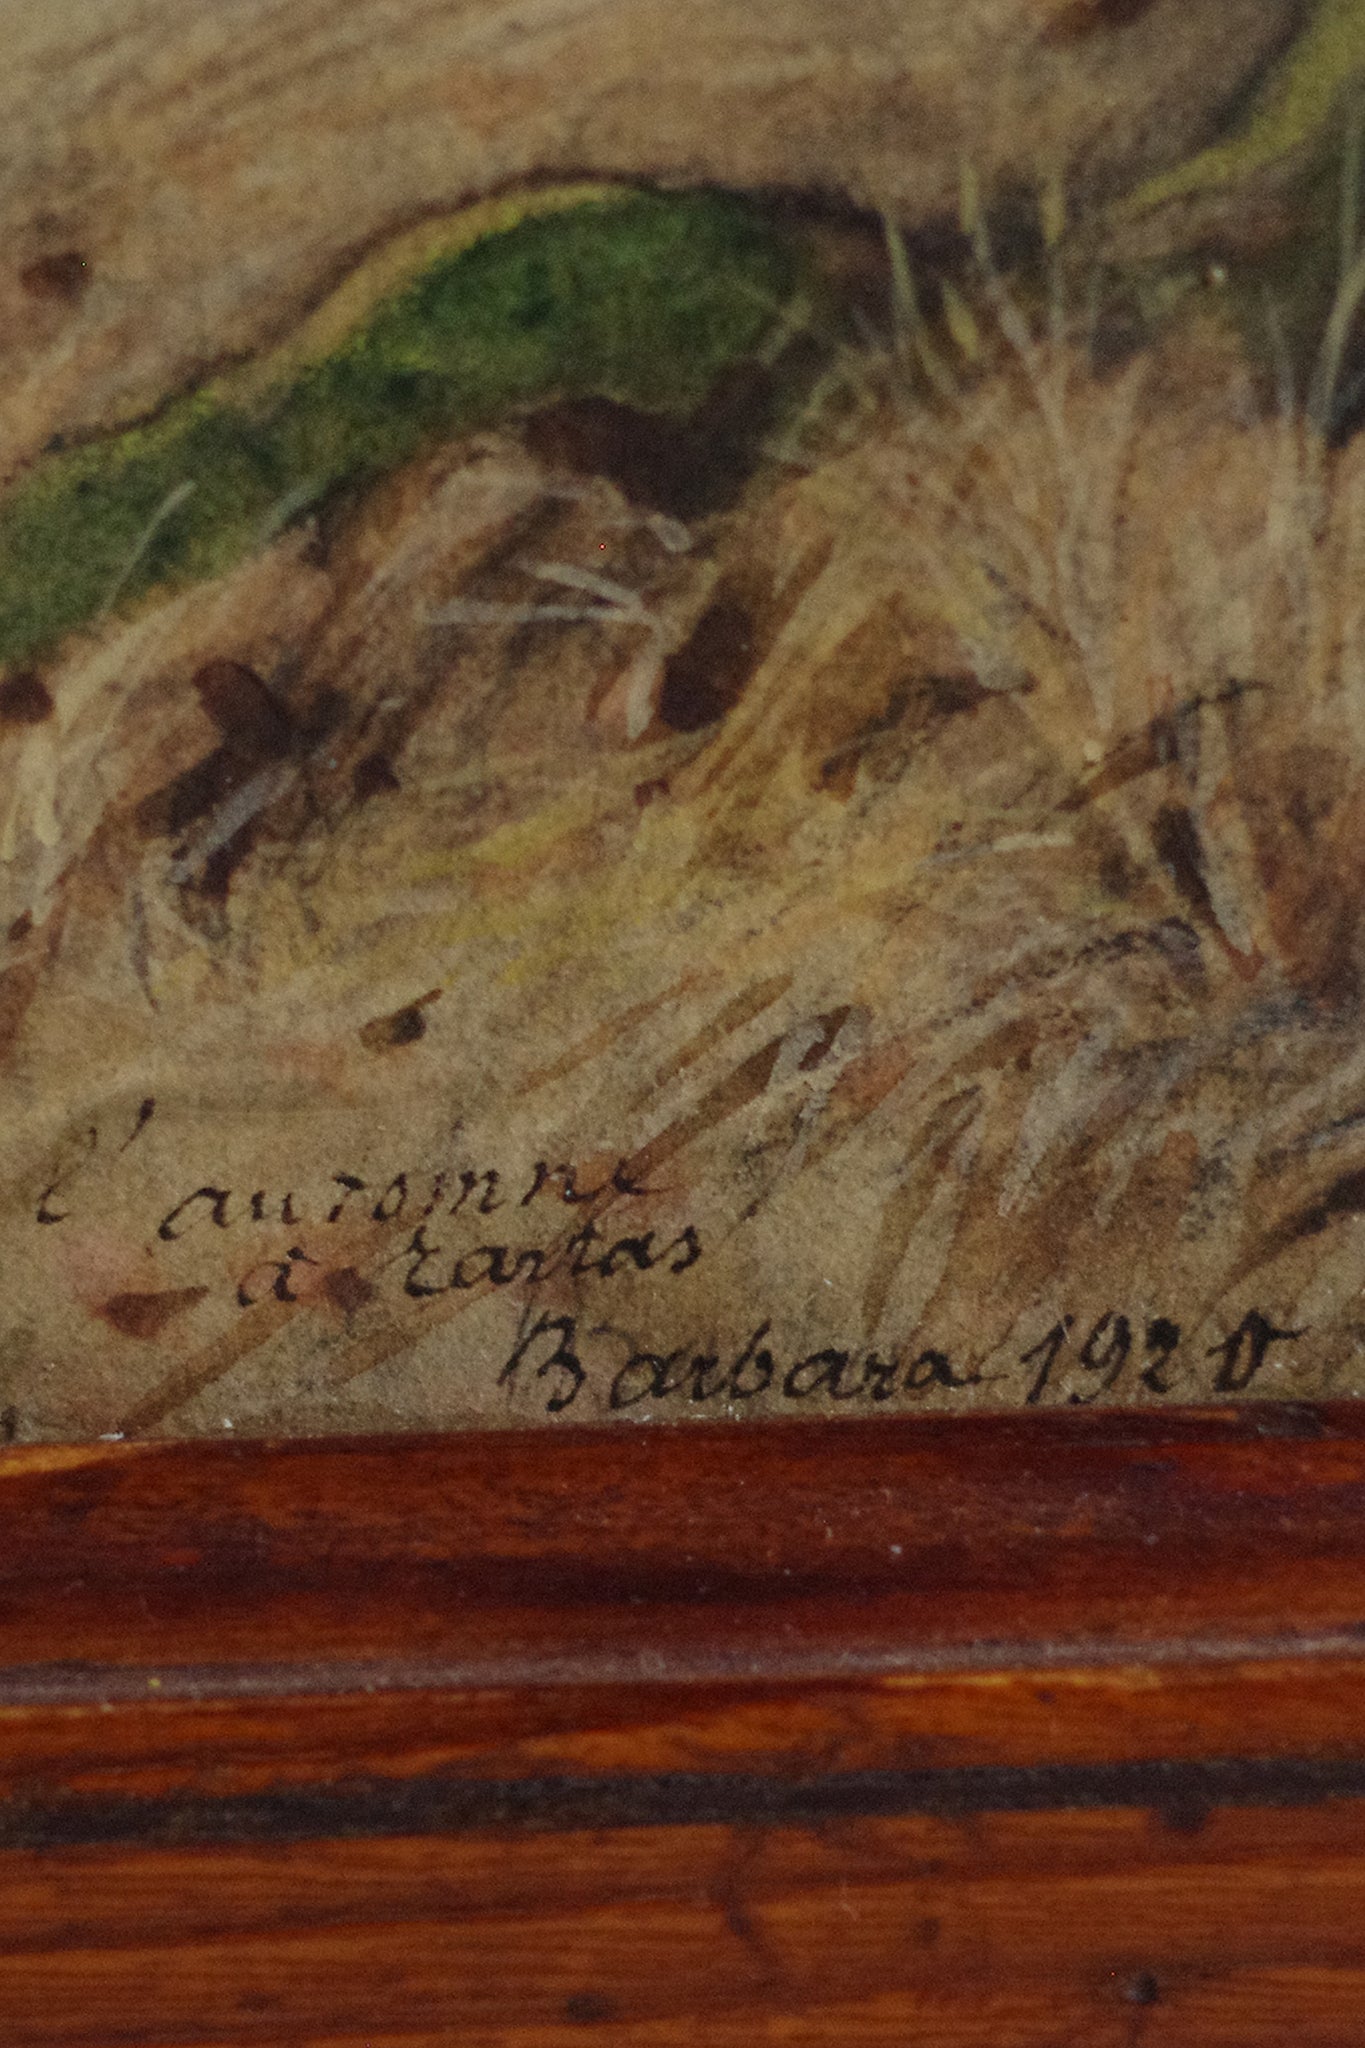 l'automne
à Tartas
Barbara 1920